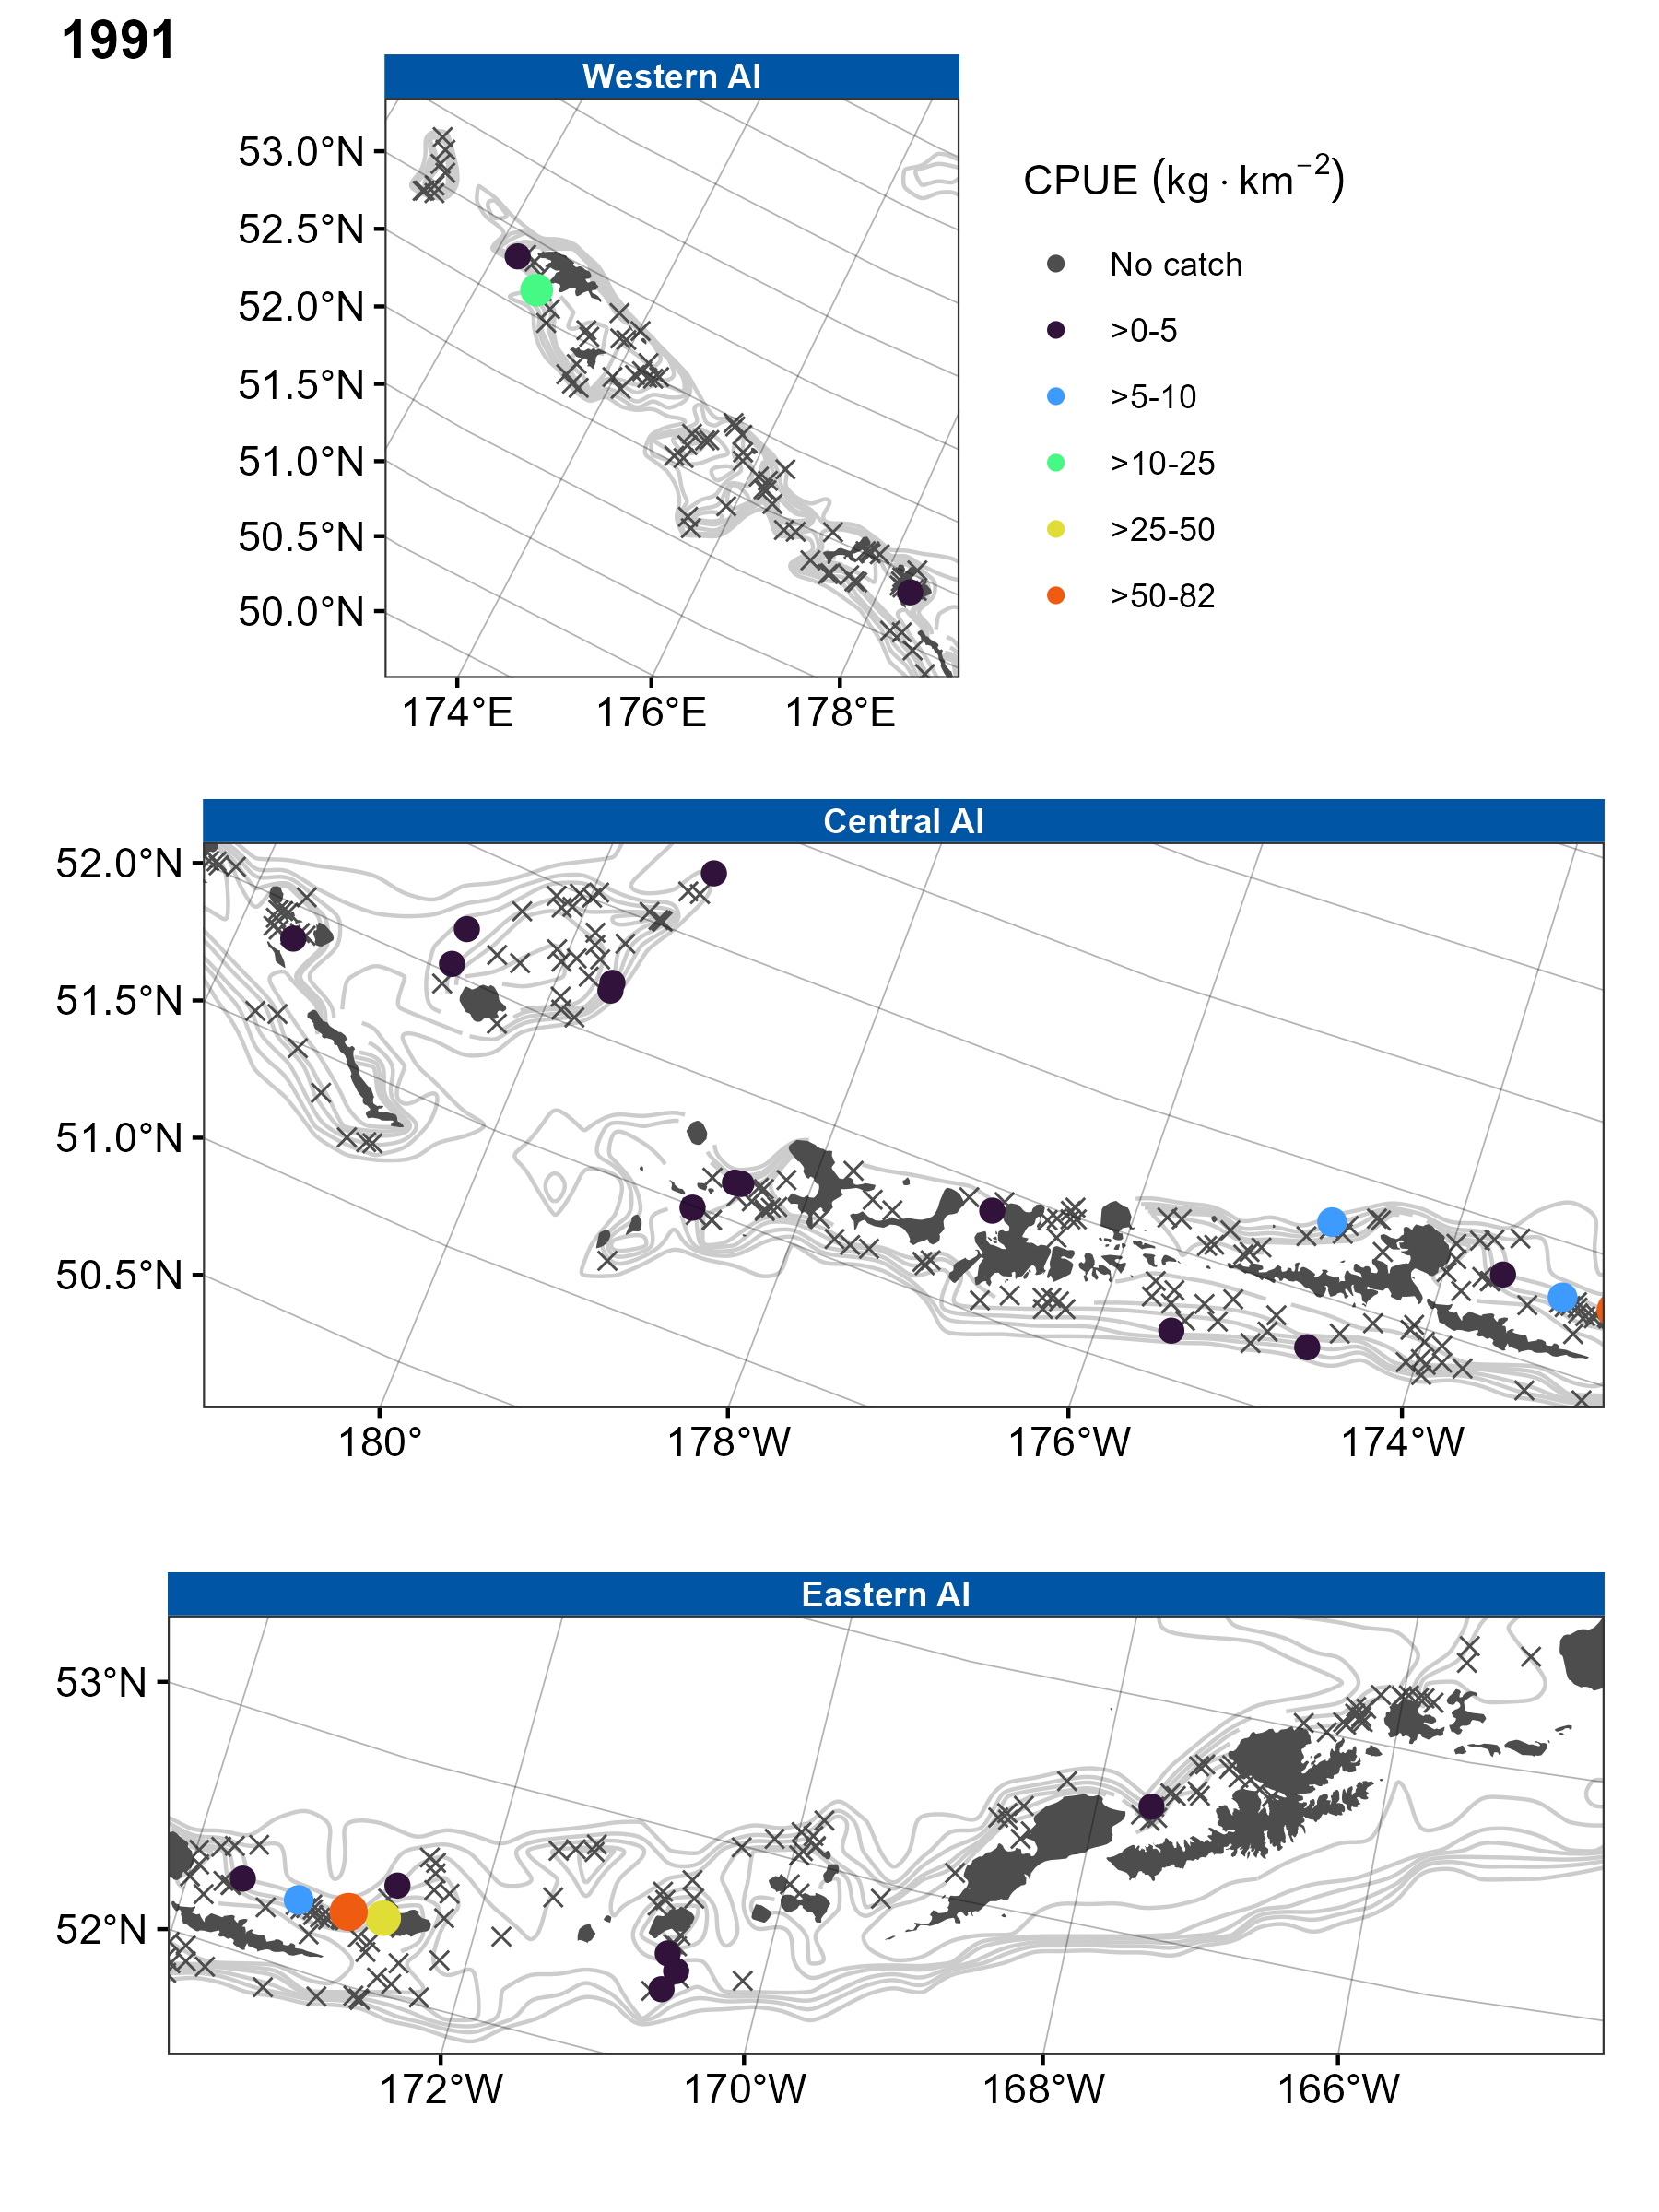 1991
Western AI
53.0°N
52.5°N
52.0°N
51.5°N
51.0°N
50.5°N
50.0°N
174°E 176°E 178°E
CPUE (kg · km⁻²)
No catch
>0-5
>5-10
>10-25
>25-50
>50-82
Central AI
52.0°N
51.5°N
51.0°N
50.5°N
180° 178°W 176°W 174°W
Eastern AI
53°N
52°N
172°W 170°W 168°W 166°W